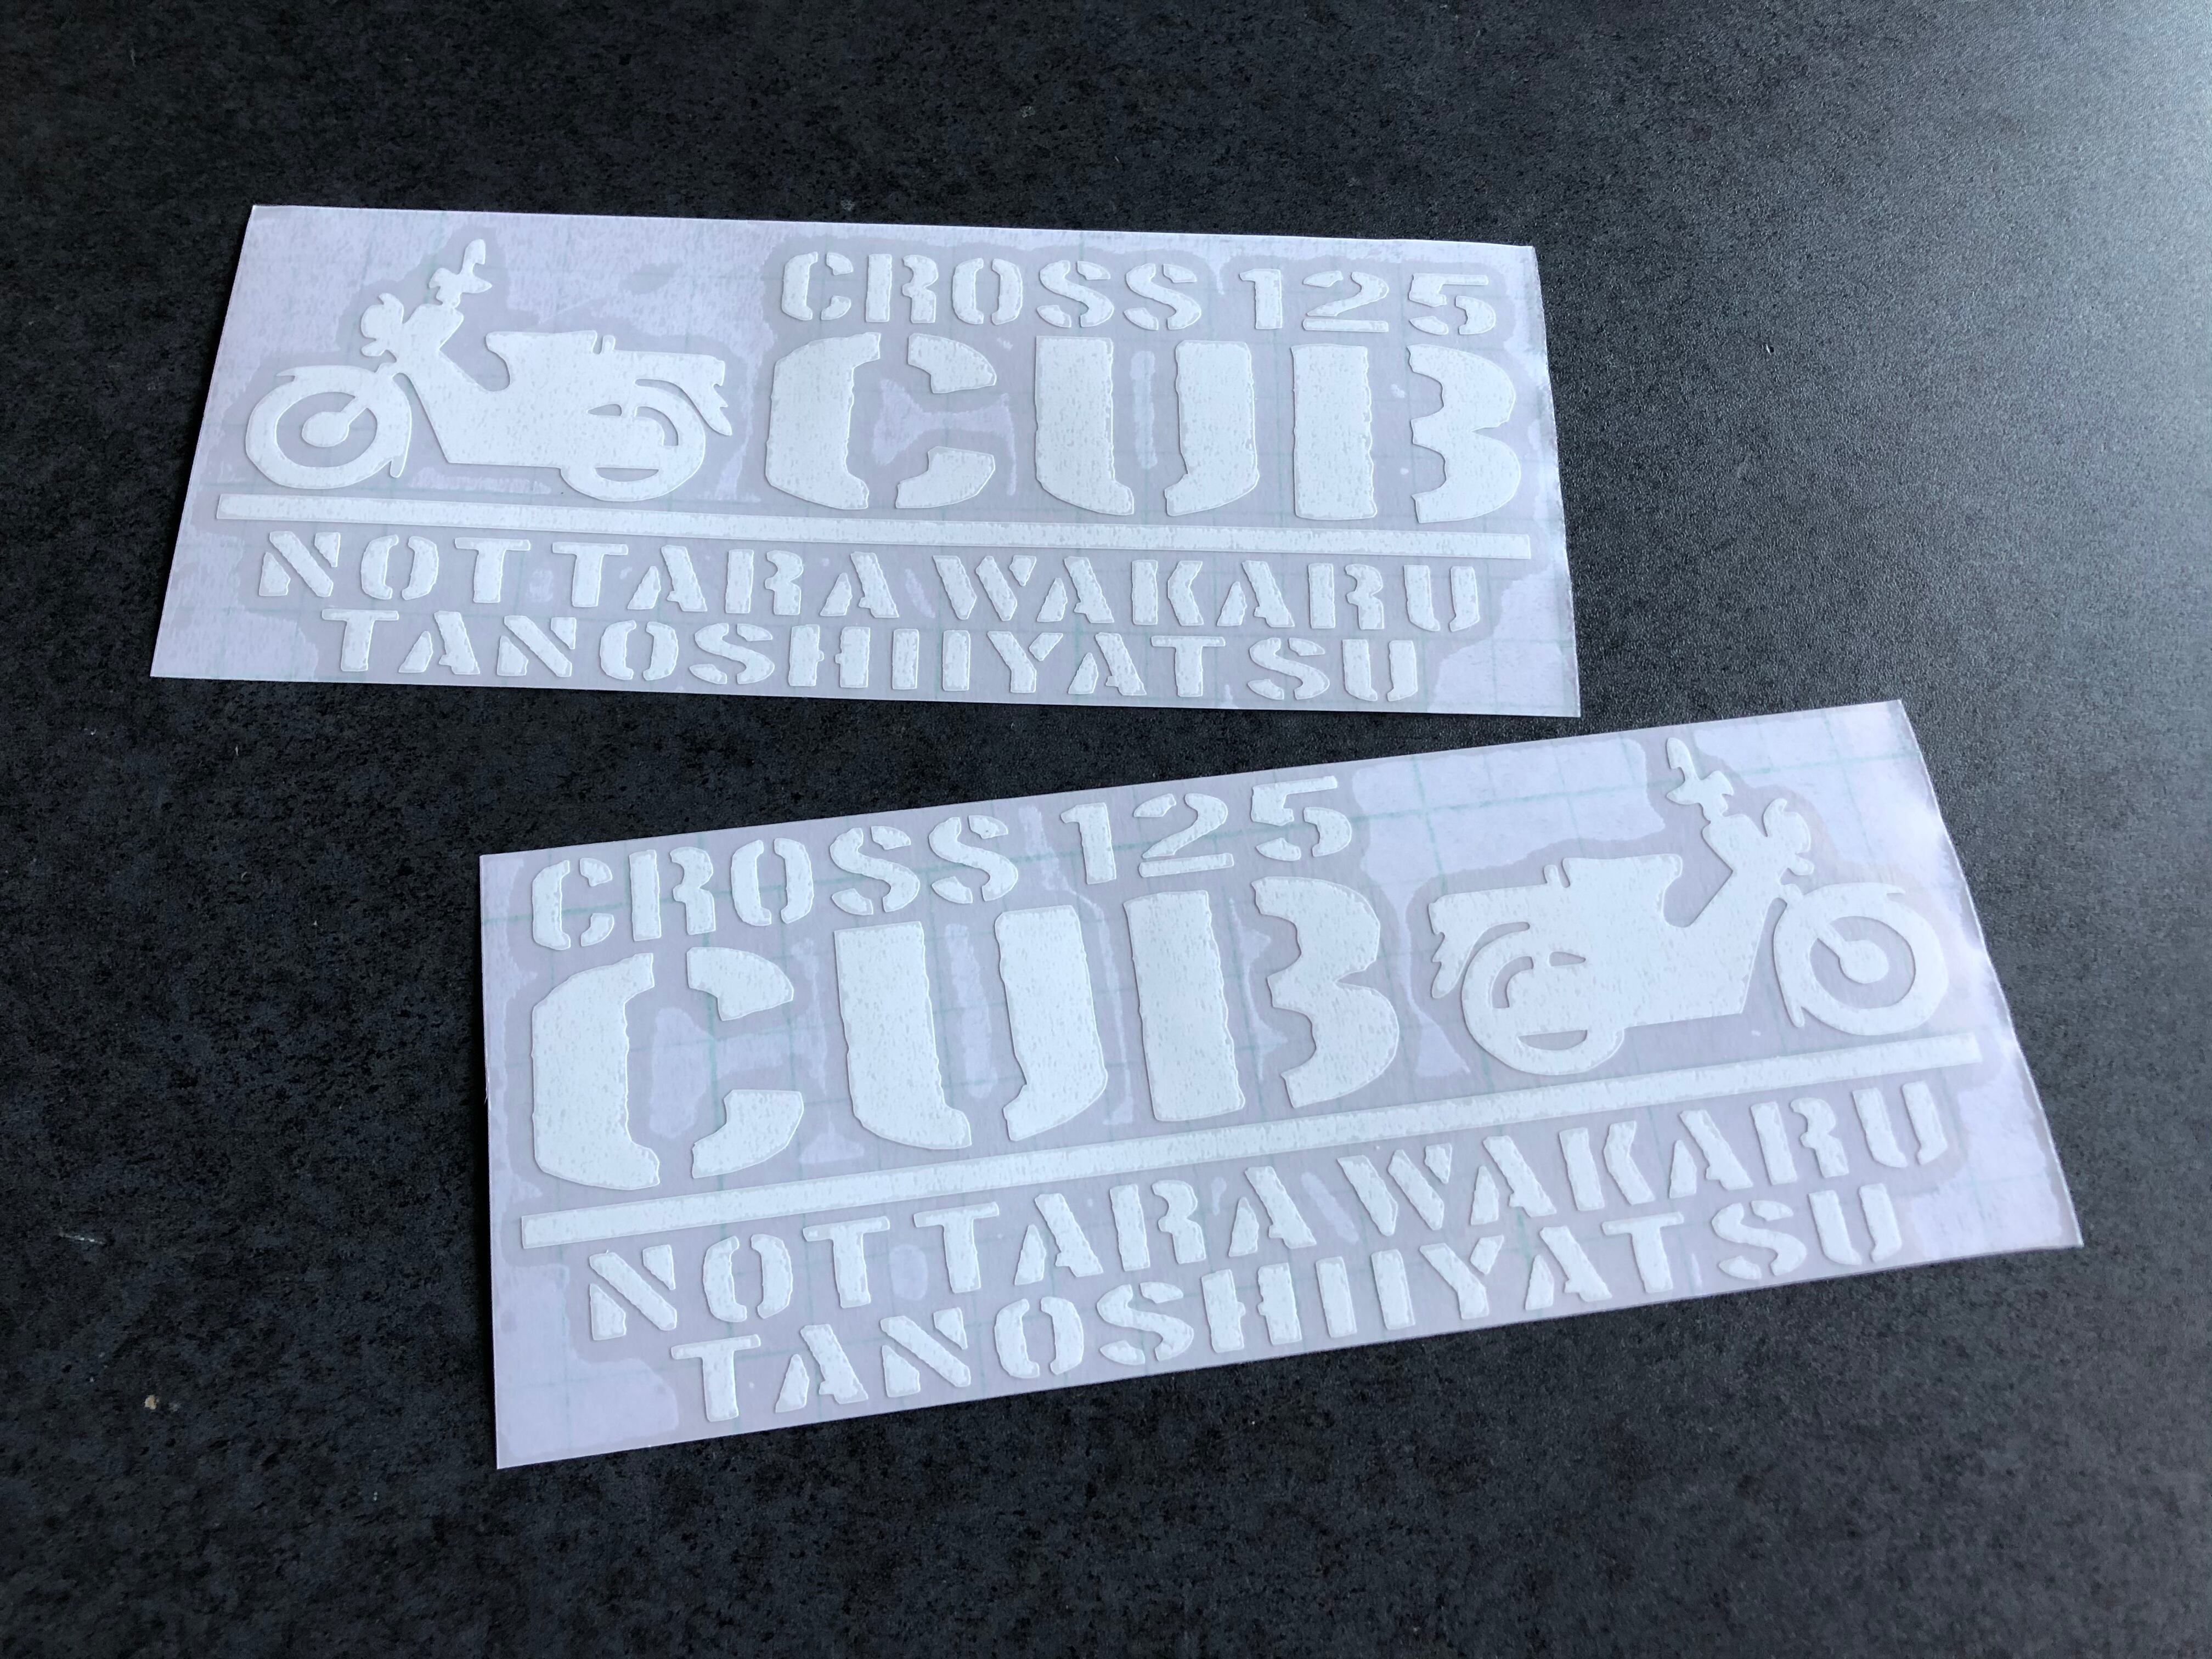 CROSS 125
CUB
NOTTARA WAKARU
TANOSHIIYATSU
CROSS 125
CUB
NOTTARA WAKARU
TANOSHIIYATSU